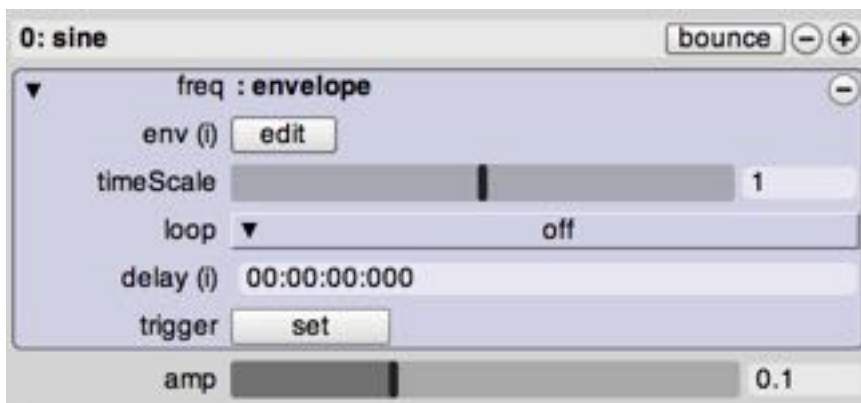 0: sine bounce - +
▼ freq : envelope -
env (i) edit
timeScale 1
loop ▼ off
delay (i) 00:00:00:000
trigger set
amp 0.1